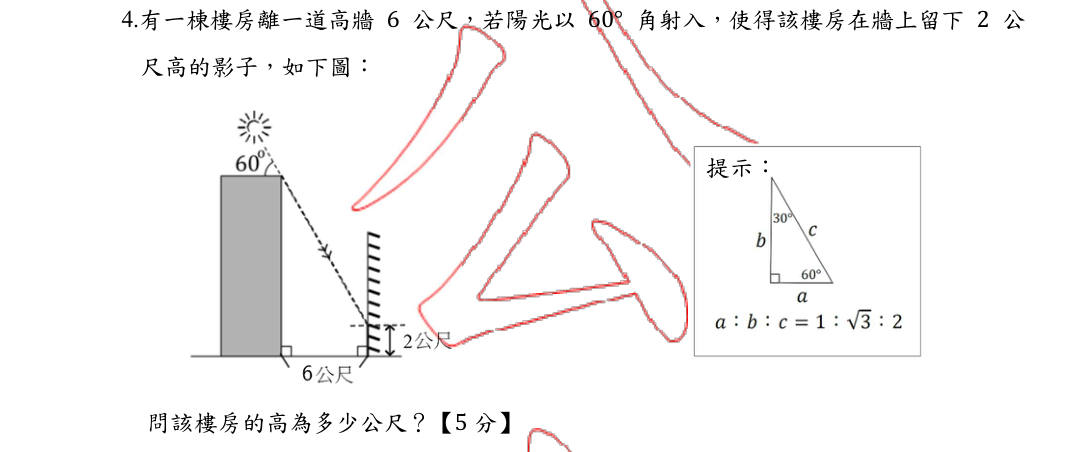 4.有一棟樓房離一道高牆 6 公尺，若陽光以 60° 角射入，使得該樓房在牆上留下 2 公
尺高的影子，如下圖：
60°
2公尺
6公尺
提示：
30°
b
c
60°
a
a：b：c = 1：√3：2
問該樓房的高為多少公尺？【5 分】